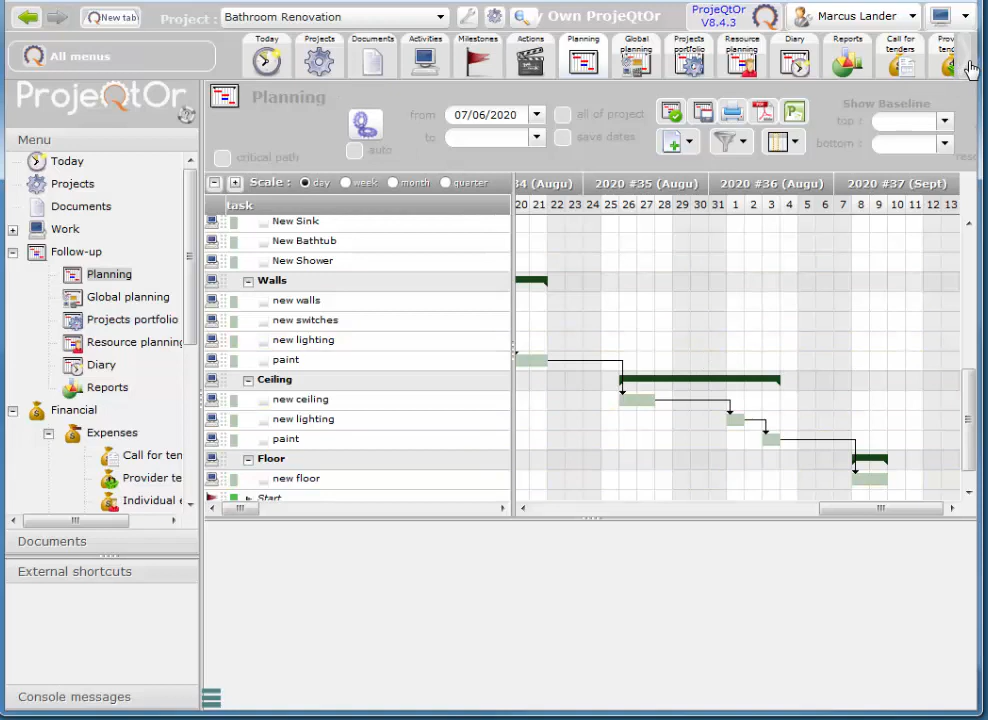 New tab
Project :
Bathroom Renovation
y Own ProjeQtOr
ProjeQtOr
V8.4.3
Marcus Lander
All menus
Today
Projects
Documents
Activities
Milestones
Actions
Planning
Global
planning
Projects
portfolio
Resource
planning
Diary
Reports
Call for
tenders
Prov
tend
ProjeQtOr
Planning
from
07/06/2020
to
all of project
save dates
critical path
auto
Show Baseline
top :
bottom :
Menu
Today
Projects
Documents
Work
Follow-up
Planning
Global planning
Projects portfolio
Resource planning
Diary
Reports
Financial
Expenses
Call for ten
Provider te
Individual e
Documents
External shortcuts
Console messages
Scale :
day
week
month
quarter
34 (Augu)
2020 #35 (Augu)
2020 #36 (Augu)
2020 #37 (Sept)
task
20 21 22 23 24 25 26 27 28 29 30 31 1 2 3 4 5 6 7 8 9 10 11 12 13
New Sink
New Bathtub
New Shower
Walls
new walls
new switches
new lighting
paint
Ceiling
new ceiling
new lighting
paint
Floor
new floor
Start